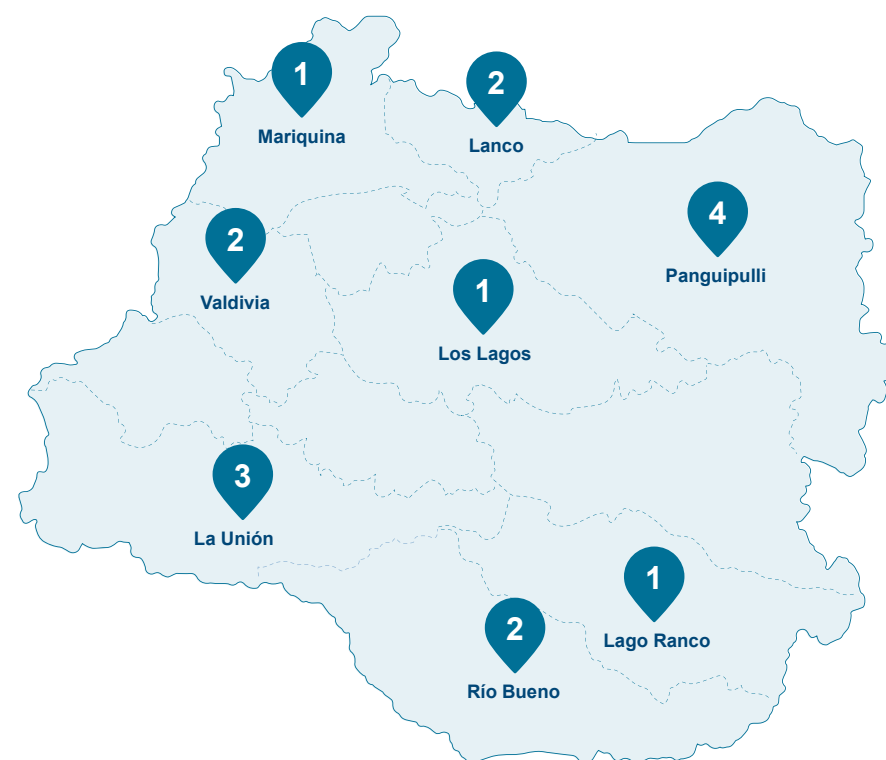 1
Mariquina
2
Lanco
4
Panguipulli
2
Valdivia
1
Los Lagos
3
La Unión
1
Lago Ranco
2
Río Bueno